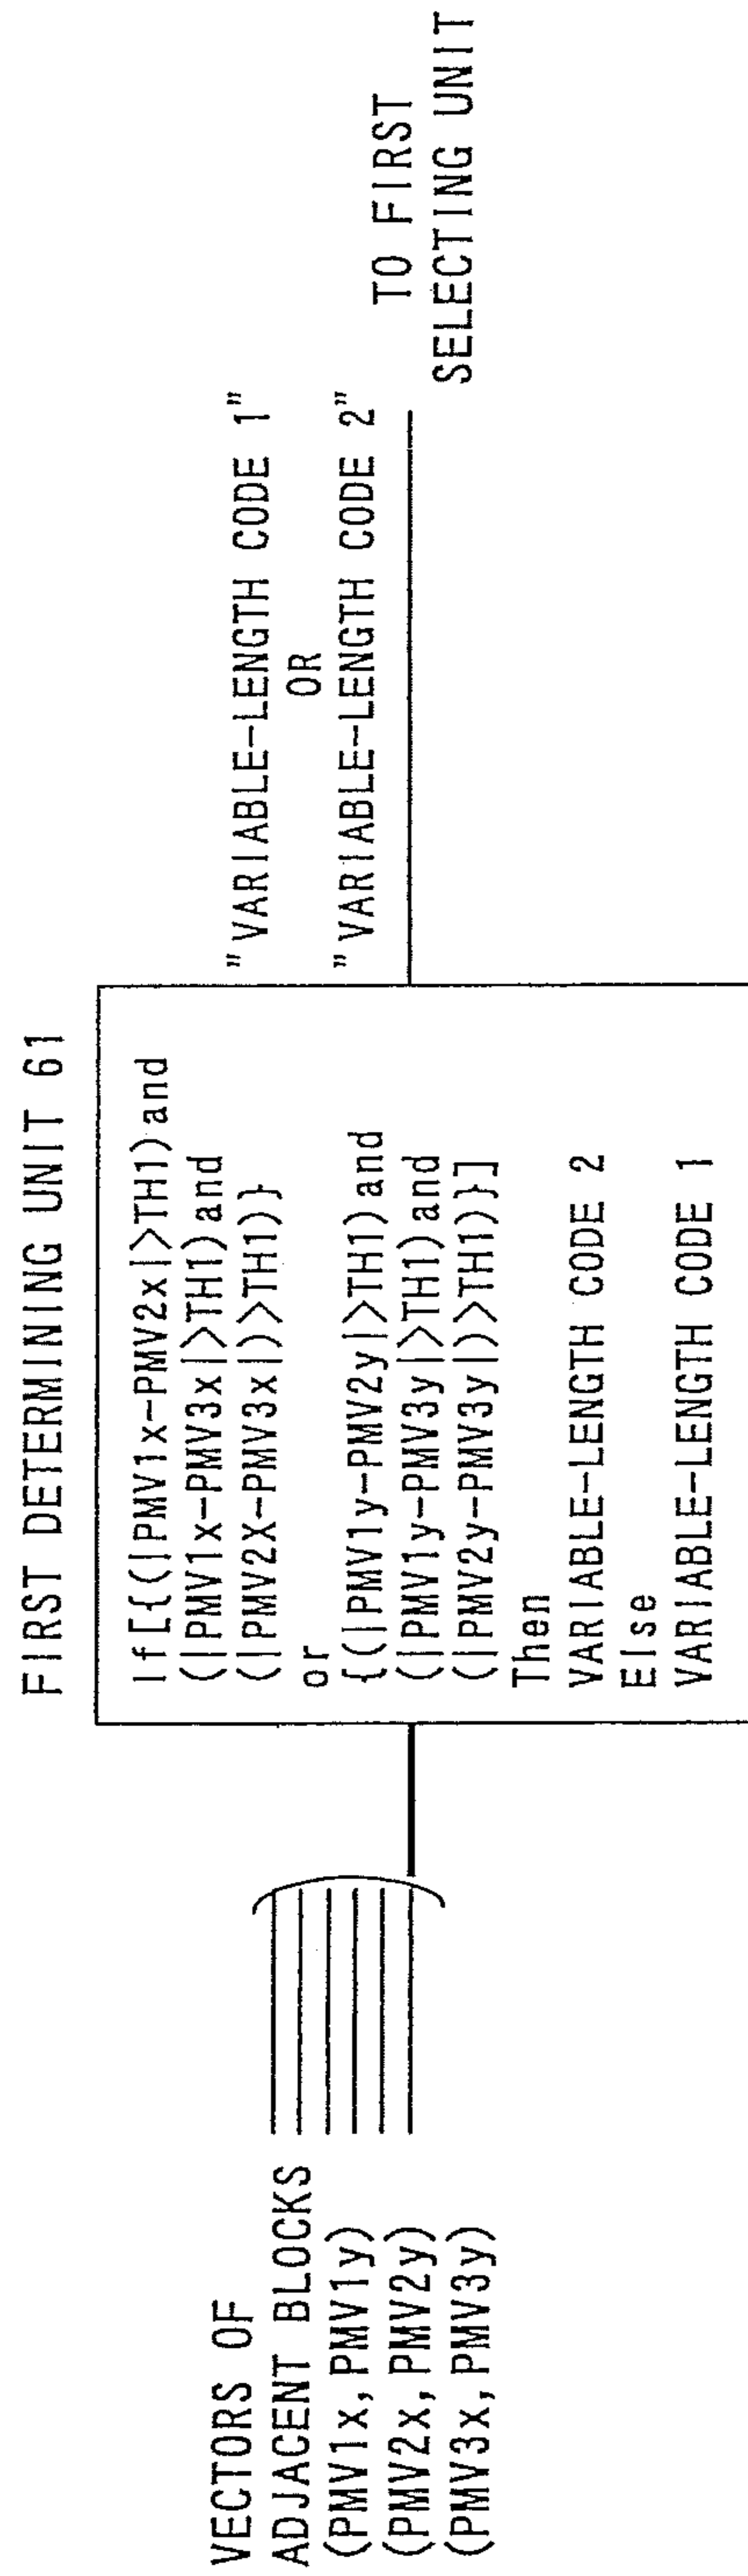 FIRST DETERMINING UNIT 61
VECTORS OF
ADJACENT BLOCKS
(PMV1x, PMV1y)
(PMV2x, PMV2y)
(PMV3x, PMV3y)
If[{(|PMV1x-PMV2x|>TH1)and
(|PMV1x-PMV3x|>TH1)and
(|PMV2X-PMV3x|)>TH1)}
or
{(|PMV1y-PMV2y|>TH1)and
(|PMV1y-PMV3y|>TH1)and
(|PMV2y-PMV3y|)>TH1)}]
Then
VARIABLE-LENGTH CODE 2
Else
VARIABLE-LENGTH CODE 1
"VARIABLE-LENGTH CODE 1"
OR
"VARIABLE-LENGTH CODE 2"
TO FIRST
SELECTING UNIT